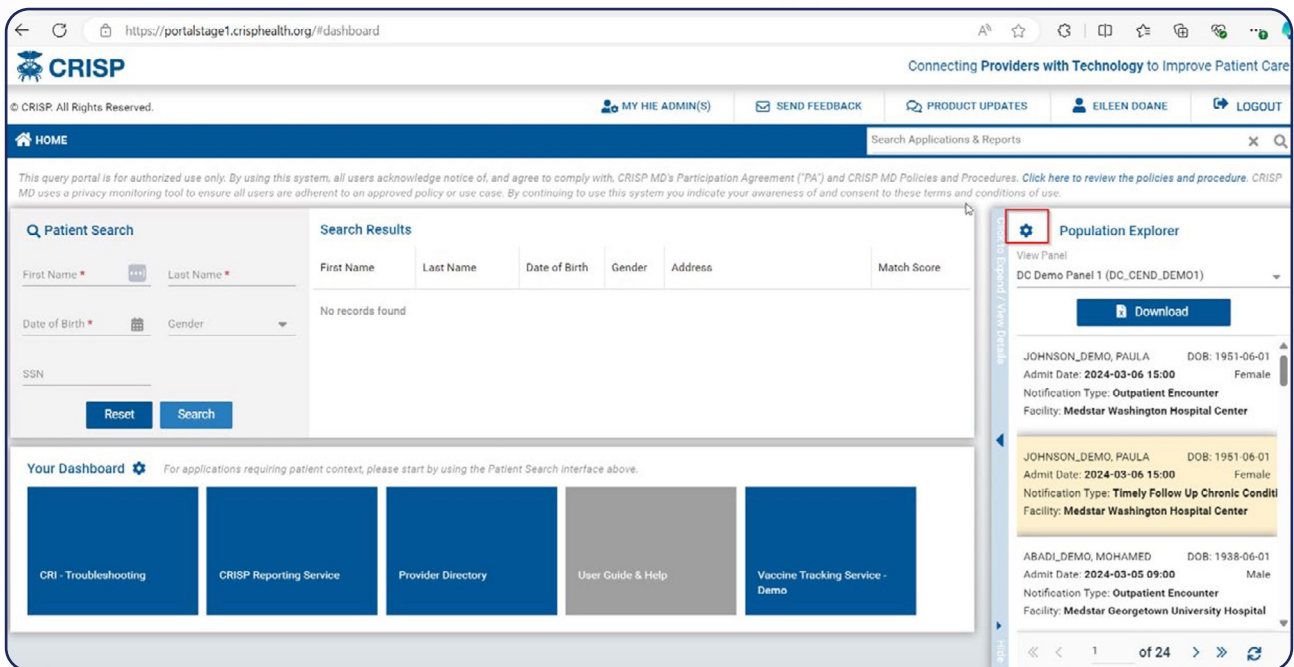 https://portalstage1.crisphealth.org/#dashboard
CRISP
Connecting Providers with Technology to Improve Patient Care
© CRISP. All Rights Reserved.
MY HIE ADMIN(S)
SEND FEEDBACK
PRODUCT UPDATES
EILEEN DOANE
LOGOUT
HOME
Search Applications & Reports
This query portal is for authorized use only. By using this system, all users acknowledge notice of, and agree to comply with, CRISP MD's Participation Agreement ("PA") and CRISP MD Policies and Procedures. Click here to review the policies and procedure. CRISP
MD uses a privacy monitoring tool to ensure all users are adherent to an approved policy or use case. By continuing to use this system you indicate your awareness of and consent to these terms and conditions of use.
Patient Search
First Name *
Last Name *
Date of Birth *
Gender
SSN
Reset
Search
Search Results
First Name Last Name Date of Birth Gender Address Match Score
No records found
Your Dashboard
For applications requiring patient context, please start by using the Patient Search interface above.
CRI - Troubleshooting
CRISP Reporting Service
Provider Directory
User Guide & Help
Vaccine Tracking Service -
Demo
Click to Expand / View Details
Hide
Population Explorer
View Panel
DC Demo Panel 1 (DC_CEND_DEMO1)
Download
JOHNSON_DEMO, PAULA DOB: 1951-06-01
Admit Date: 2024-03-06 15:00 Female
Notification Type: Outpatient Encounter
Facility: Medstar Washington Hospital Center
JOHNSON_DEMO, PAULA DOB: 1951-06-01
Admit Date: 2024-03-06 15:00 Female
Notification Type: Timely Follow Up Chronic Conditi
Facility: Medstar Washington Hospital Center
ABADI_DEMO, MOHAMED DOB: 1938-06-01
Admit Date: 2024-03-05 09:00 Male
Notification Type: Outpatient Encounter
Facility: Medstar Georgetown University Hospital
1 of 24